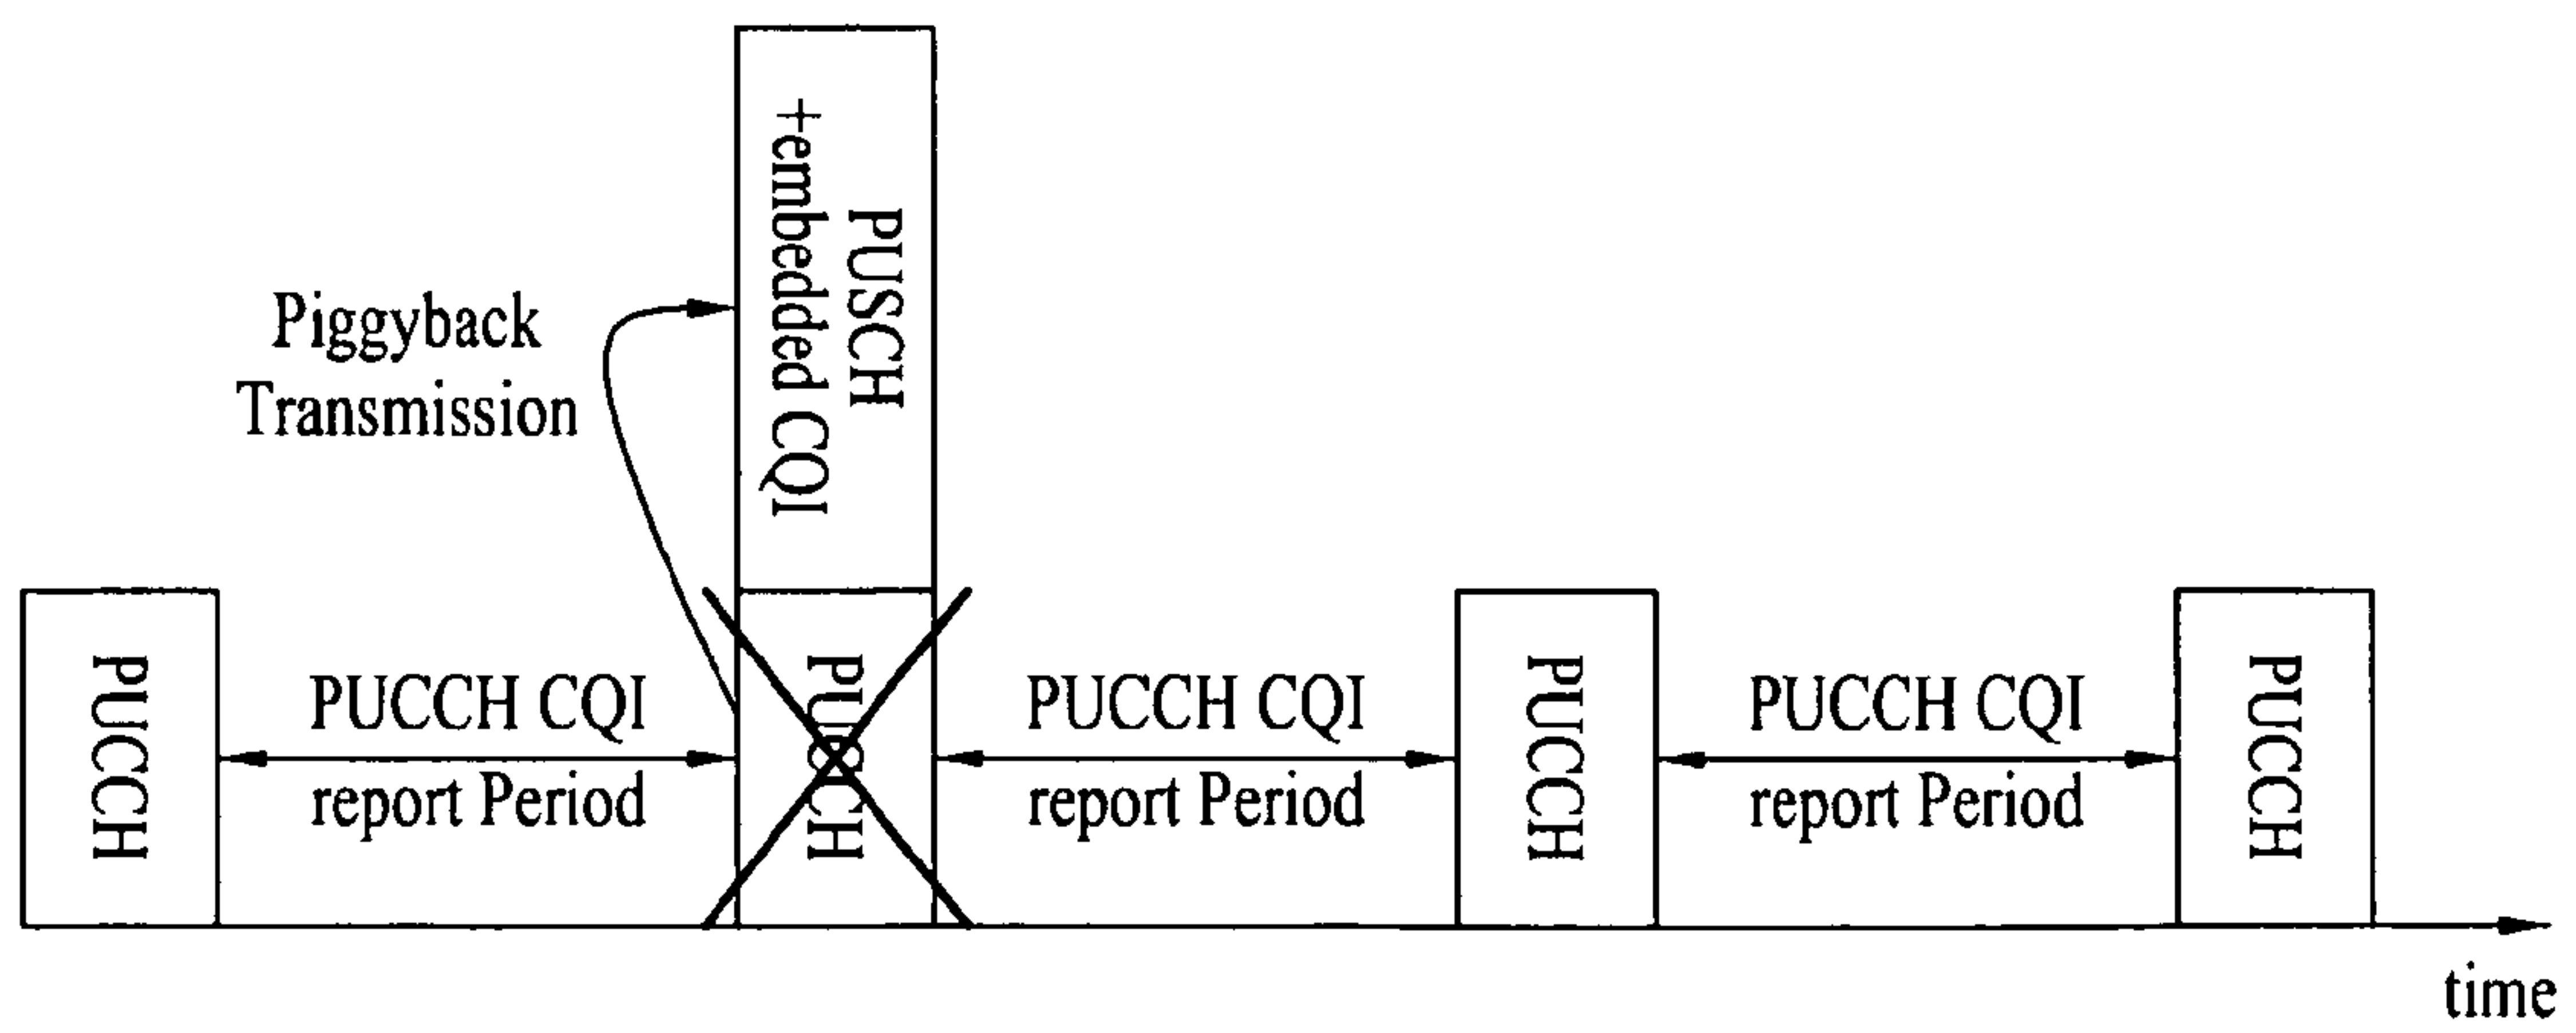 PUSCH
+embedded CQI
Piggyback
Transmission
PUCCH
PUCCH CQI
report Period
PUCCH
PUCCH CQI
report Period
PUCCH
PUCCH CQI
report Period
PUCCH
time